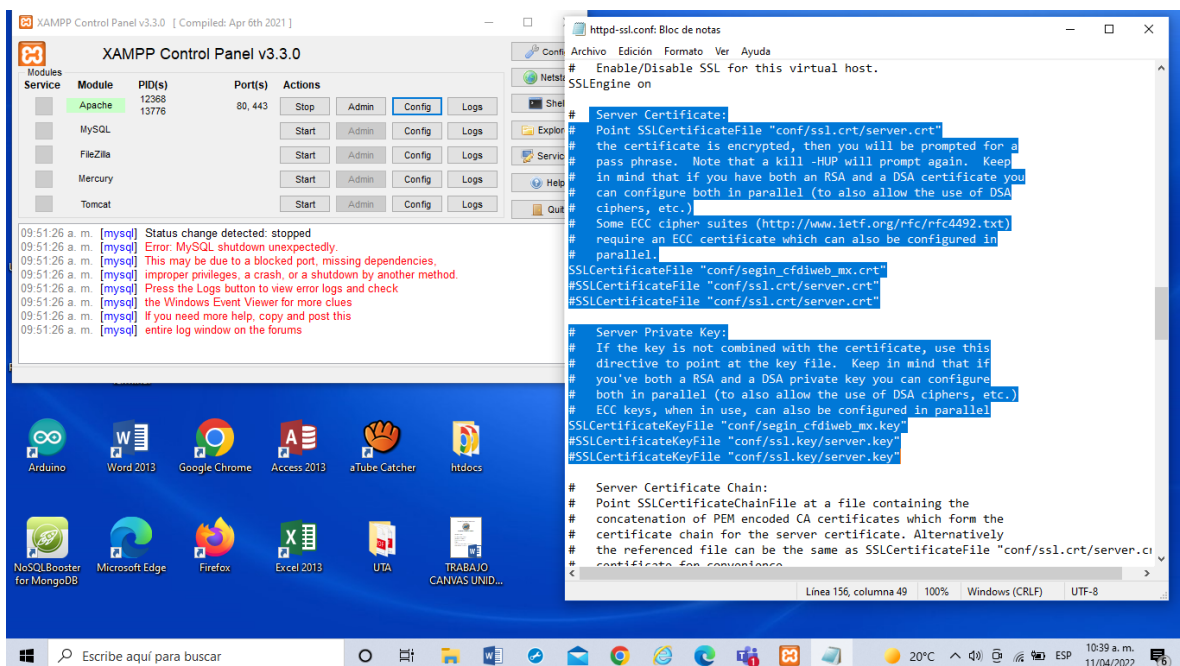 XAMPP Control Panel v3.3.0 [ Compiled: Apr 6th 2021 ]
XAMPP Control Panel v3.3.0
Modules
Service Module PID(s) Port(s) Actions
Apache 12368 13776 80, 443 Stop Admin Config Logs
MySQL Start Admin Config Logs
FileZilla Start Admin Config Logs
Mercury Start Admin Config Logs
Tomcat Start Admin Config Logs
Help
09:51:26 a. m. [mysql] Status change detected: stopped
09:51:26 a. m. [mysql] Error: MySQL shutdown unexpectedly.
09:51:26 a. m. [mysql] This may be due to a blocked port, missing dependencies,
09:51:26 a. m. [mysql] improper privileges, a crash, or a shutdown by another method.
09:51:26 a. m. [mysql] Press the Logs button to view error logs and check
09:51:26 a. m. [mysql] the Windows Event Viewer for more clues
09:51:26 a. m. [mysql] If you need more help, copy and post this
09:51:26 a. m. [mysql] entire log window on the forums
httpd-ssl.conf: Bloc de notas
Archivo Edición Formato Ver Ayuda
# Enable/Disable SSL for this virtual host.
SSLEngine on
# Server Certificate:
# Point SSLCertificateFile "conf/ssl.crt/server.crt"
# the certificate is encrypted, then you will be prompted for a
# pass phrase. Note that a kill -HUP will prompt again. Keep
# in mind that if you have both an RSA and a DSA certificate you
# can configure both in parallel (to also allow the use of DSA
# ciphers, etc.)
# Some ECC cipher suites (http://www.ietf.org/rfc/rfc4492.txt)
# require an ECC certificate which can also be configured in
# parallel.
SSLCertificateFile "conf/segin_cfdiweb_mx.crt"
#SSLCertificateFile "conf/ssl.crt/server.crt"
#SSLCertificateFile "conf/ssl.crt/server.crt"
# Server Private Key:
# If the key is not combined with the certificate, use this
# directive to point at the key file. Keep in mind that if
# you've both a RSA and a DSA private key you can configure
# both in parallel (to also allow the use of DSA ciphers, etc.)
# ECC keys, when in use, can also be configured in parallel
SSLCertificateKeyFile "conf/segin_cfdiweb_mx.key"
#SSLCertificateKeyFile "conf/ssl.key/server.key"
#SSLCertificateKeyFile "conf/ssl.key/server.key"
# Server Certificate Chain:
# Point SSLCertificateChainFile at a file containing the
# concatenation of PEM encoded CA certificates which form the
# certificate chain for the server certificate. Alternatively
# the referenced file can be the same as SSLCertificateFile "conf/ssl.crt/server.cr
# certificate for convenience
Línea 156, columna 49 100% Windows (CRLF) UTF-8
Arduino
Word 2013
Google Chrome
Access 2013
aTube Catcher
htdocs
NoSQLBooster for MongoDB
Microsoft Edge
Firefox
Excel 2013
UTA
TRABAJO CANVAS UNID...
Escribe aquí para buscar
20°C ESP
10:39 a. m.
11/04/2022